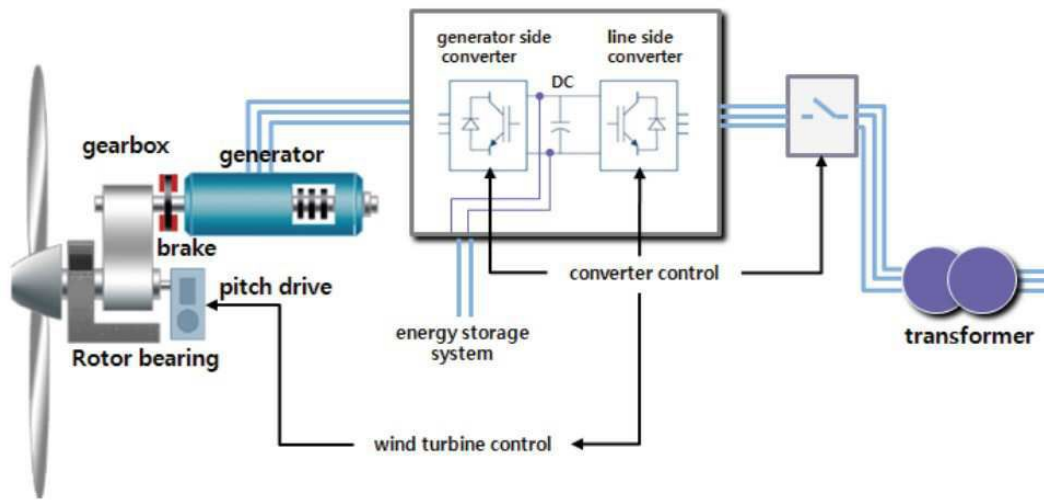 generator side
converter
line side
converter
DC
gearbox
generator
brake
pitch drive
Rotor bearing
converter control
energy storage
system
transformer
wind turbine control